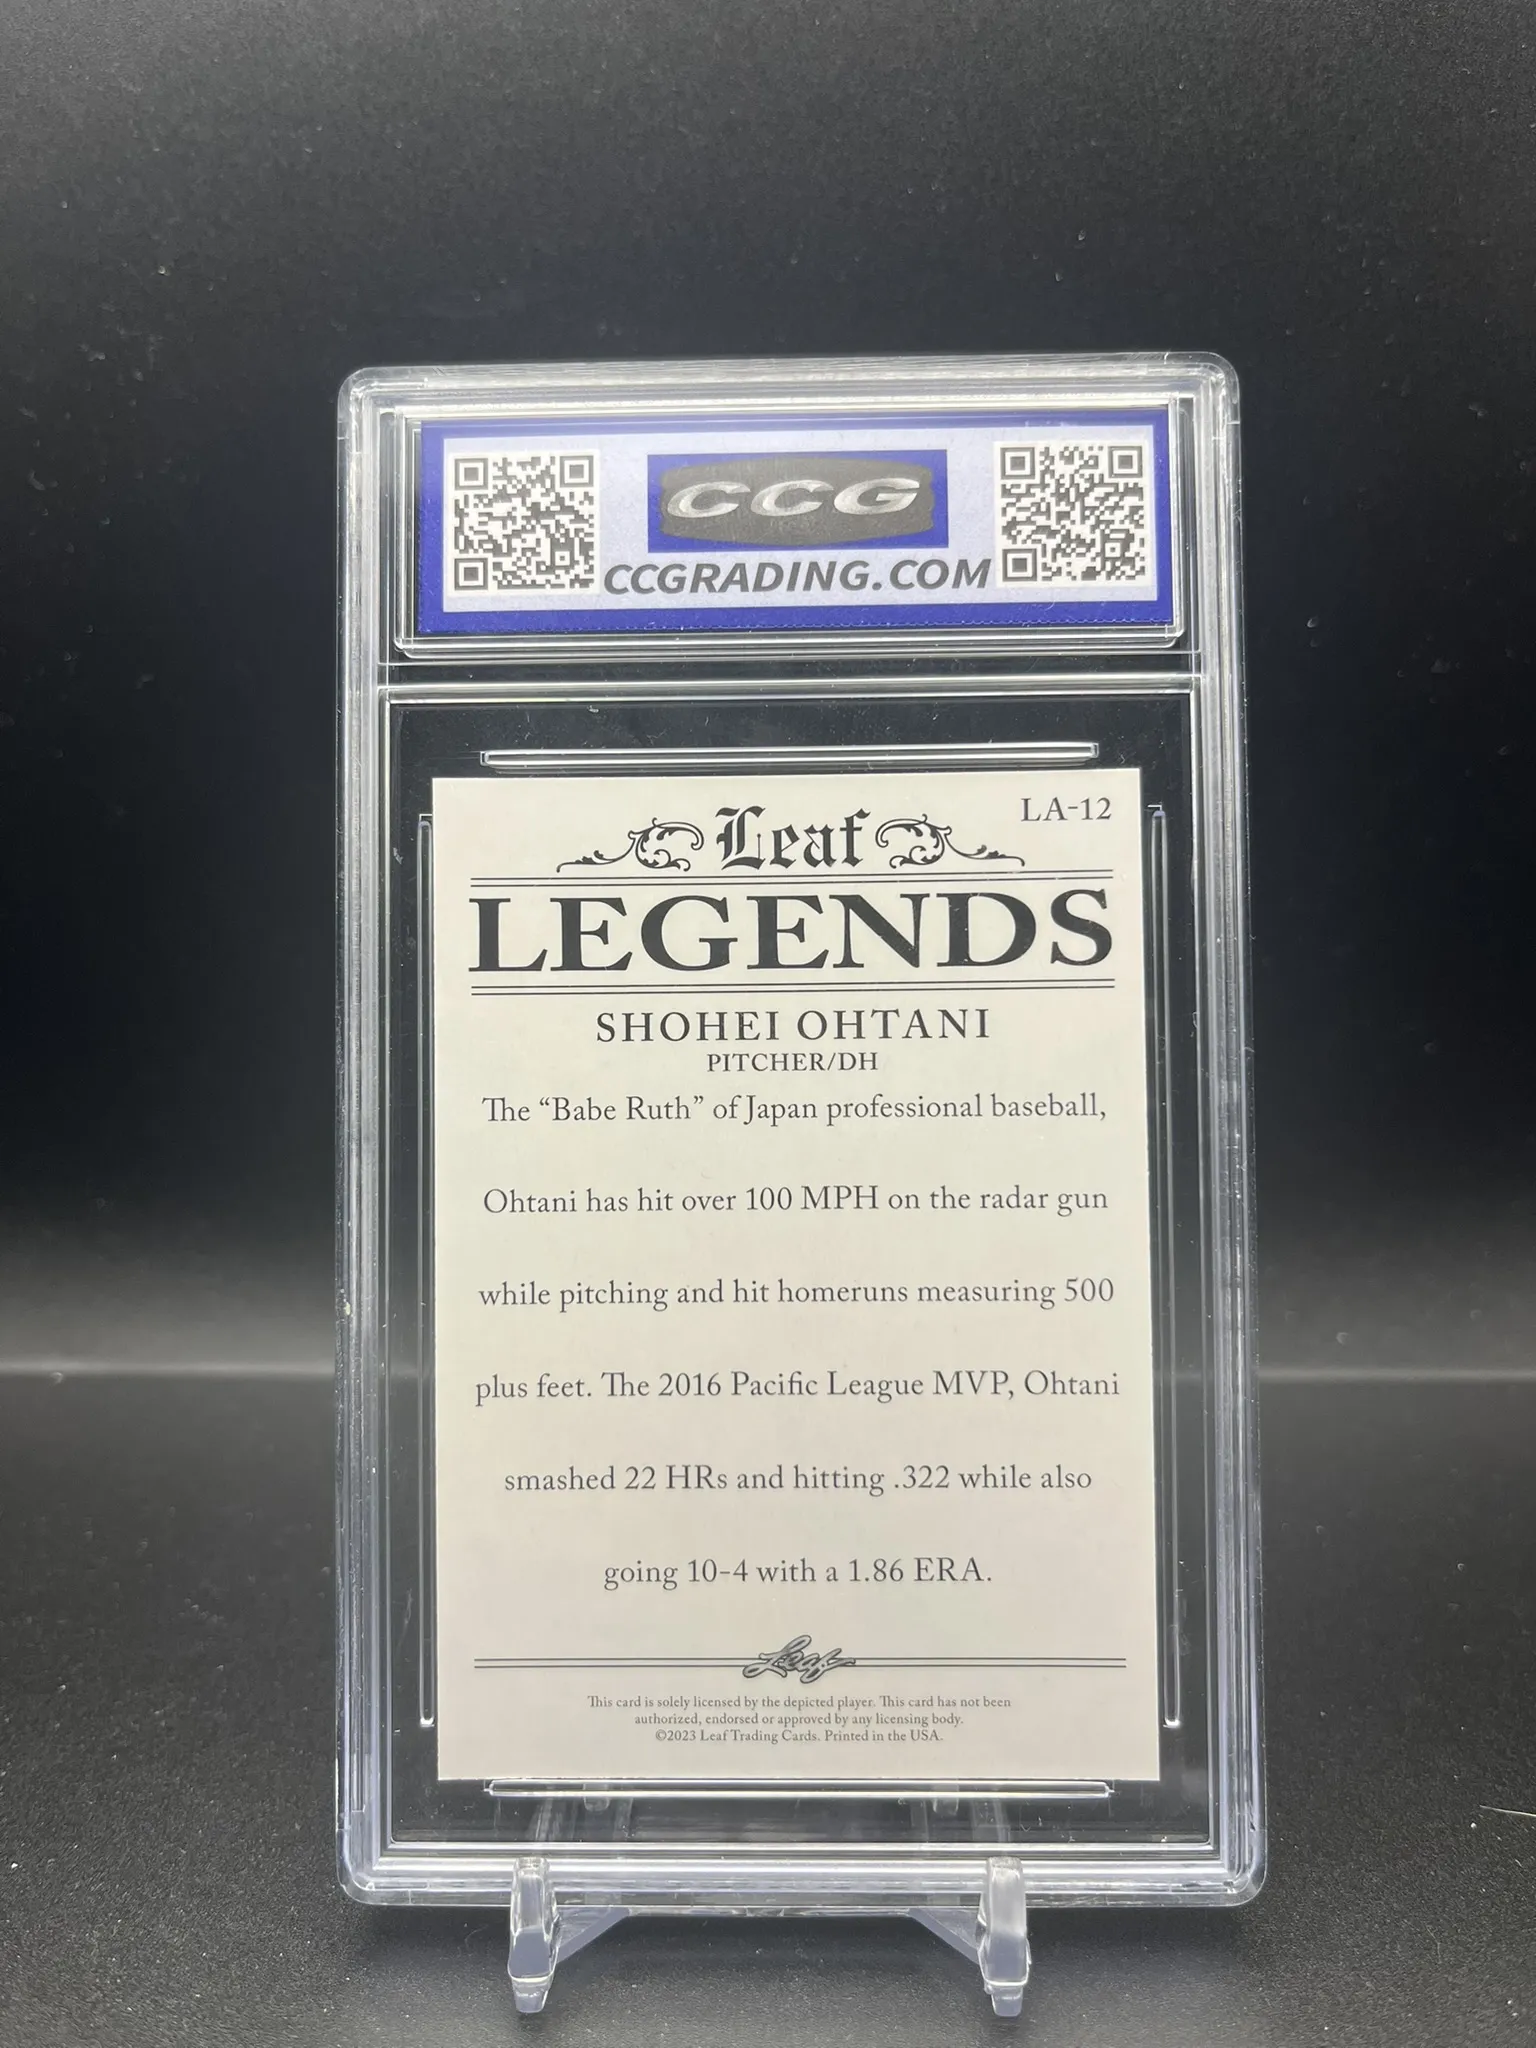 CCG
CCGRADING.COM
LA-12
Leaf
LEGENDS
SHOHEI OHTANI
PITCHER/DH
The “Babe Ruth” of Japan professional baseball,
Ohtani has hit over 100 MPH on the radar gun
while pitching and hit homeruns measuring 500
plus feet. The 2016 Pacific League MVP, Ohtani
smashed 22 HRs and hitting .322 while also
going 10-4 with a 1.86 ERA.
Leaf
This card is solely licensed by the depicted player. This card has not been
authorized, endorsed or approved by any licensing body.
©2023 Leaf Trading Cards. Printed in the USA.